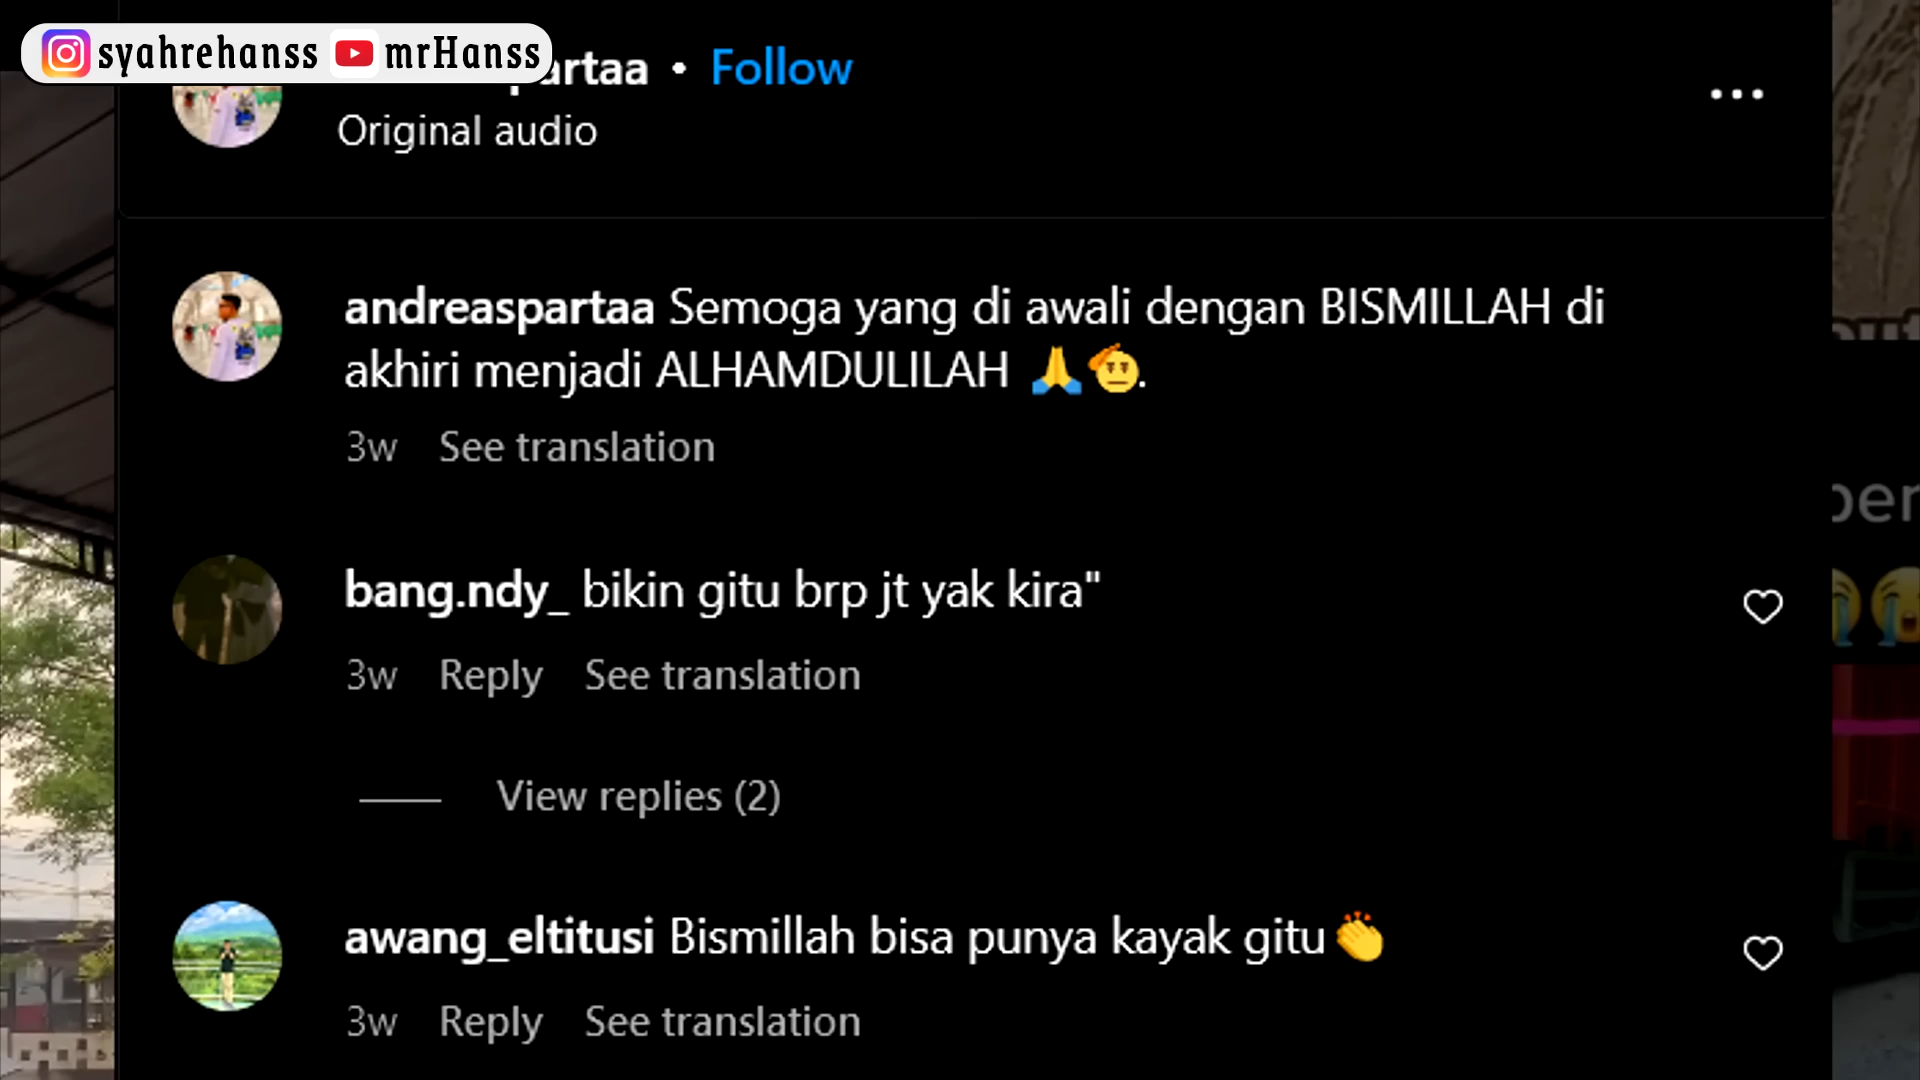 syahrehanss mrHanss
partaa • Follow
Original audio
andreaspartaa Semoga yang di awali dengan BISMILLAH di
akhiri menjadi ALHAMDULILAH 🙏🫡.
3w See translation
bang.ndy_ bikin gitu brp jt yak kira"
3w Reply See translation
View replies (2)
awang_eltitusi Bismillah bisa punya kayak gitu👏
3w Reply See translation